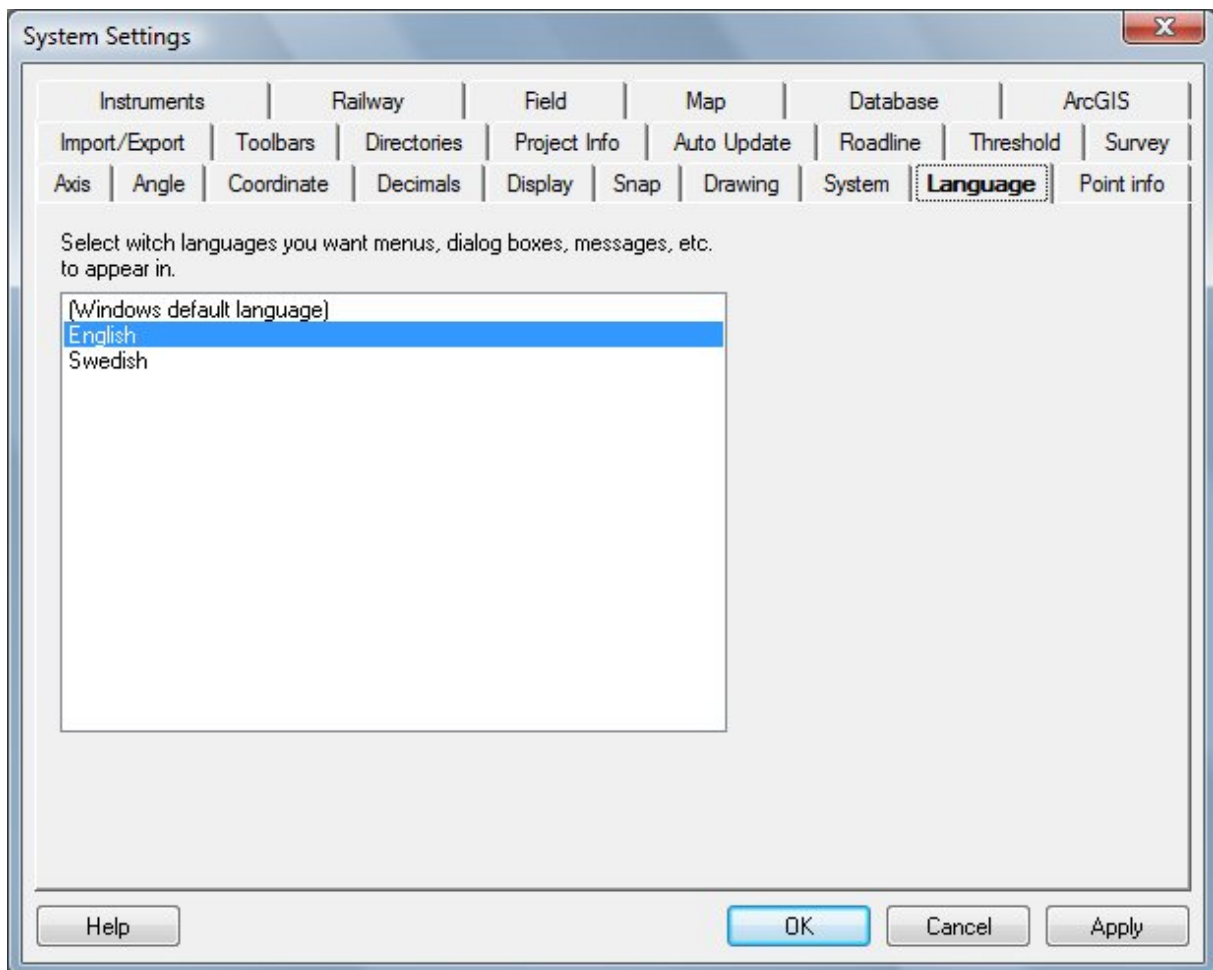 System Settings
Instruments Railway Field Map Database ArcGIS
Import/Export Toolbars Directories Project Info Auto Update Roadline Threshold Survey
Axis Angle Coordinate Decimals Display Snap Drawing System Language Point info
Select witch languages you want menus, dialog boxes, messages, etc.
to appear in.
(Windows default language)
English
Swedish
Help OK Cancel Apply